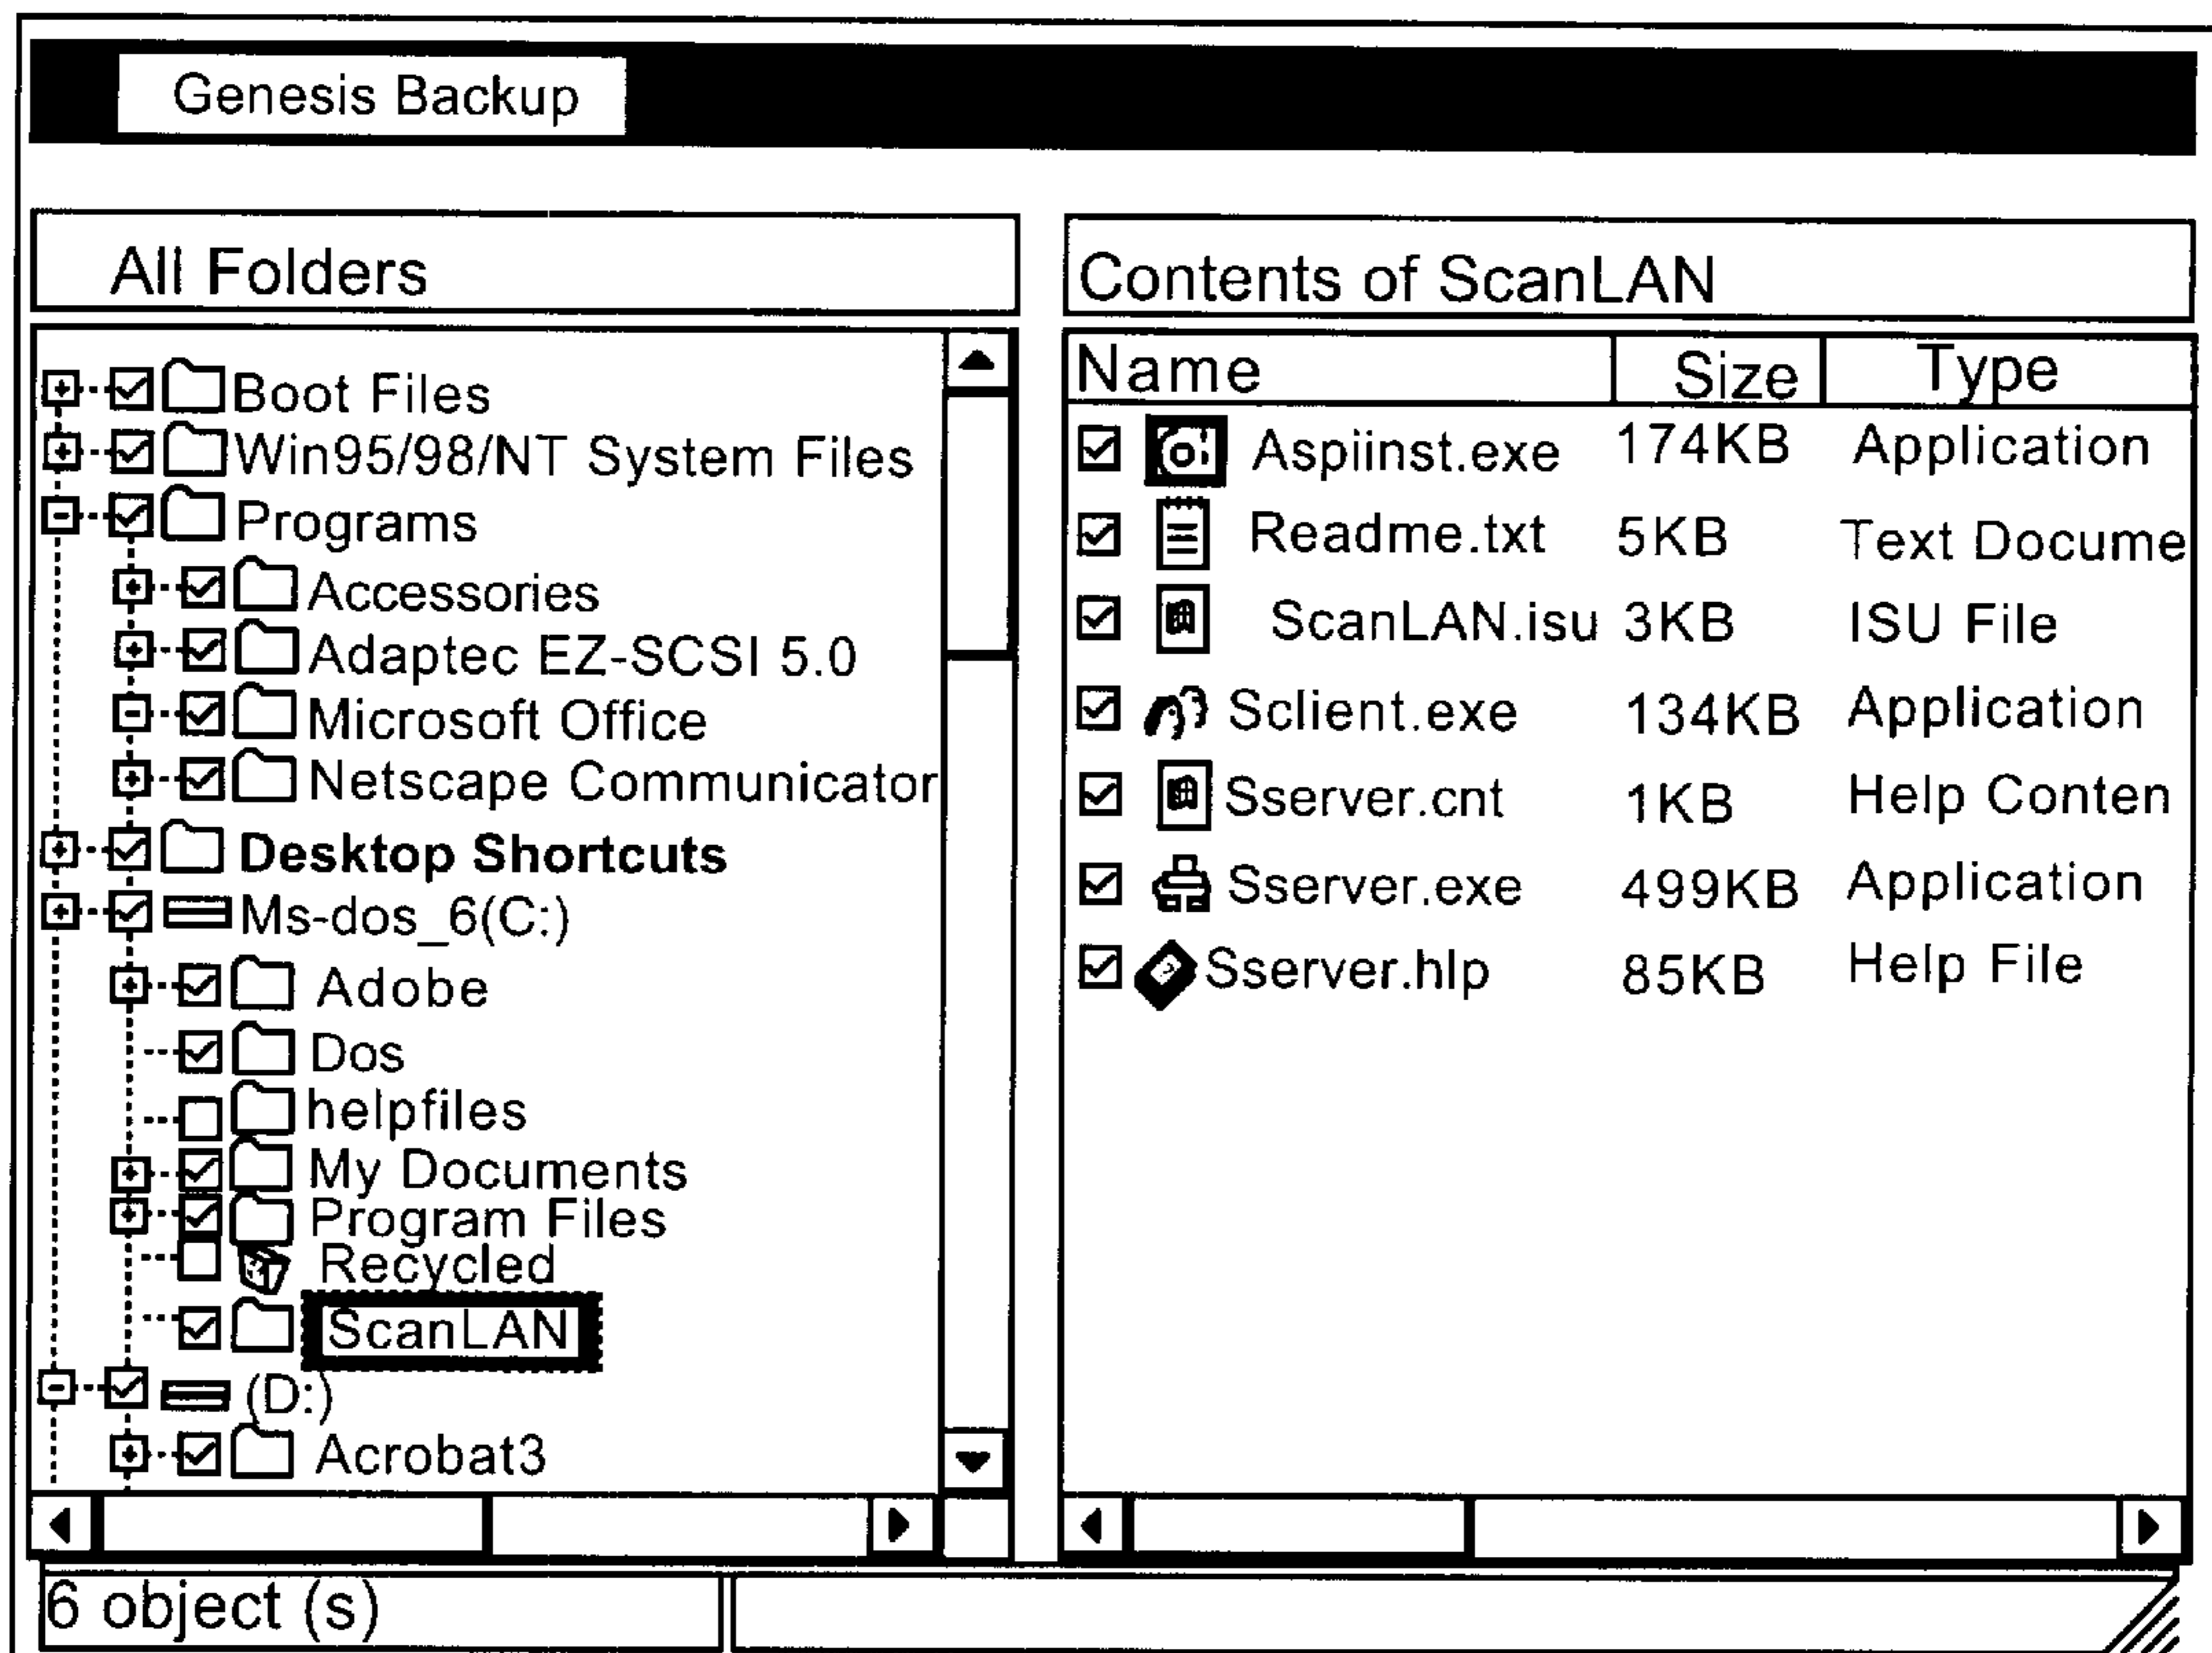 Genesis Backup
All Folders
Boot Files
Win95/98/NT System Files
Programs
Accessories
Adaptec EZ-SCSI 5.0
Microsoft Office
Netscape Communicator
Desktop Shortcuts
Ms-dos_6(C:)
Adobe
Dos
helpfiles
My Documents
Program Files
Recycled
ScanLAN
(D:)
Acrobat3
Contents of ScanLAN
Name Size Type
Aspiinst.exe 174KB Application
Readme.txt 5KB Text Docume
ScanLAN.isu 3KB ISU File
Sclient.exe 134KB Application
Sserver.cnt 1KB Help Conten
Sserver.exe 499KB Application
Sserver.hlp 85KB Help File
6 object (s)